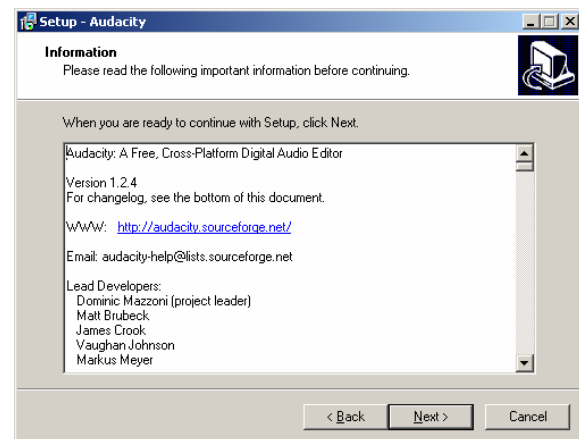 Setup - Audacity
Information
Please read the following important information before continuing.
When you are ready to continue with Setup, click Next.
Audacity: A Free, Cross-Platform Digital Audio Editor
Version 1.2.4
For changelog, see the bottom of this document.
WWW: http://audacity.sourceforge.net/
Email: audacity-help@lists.sourceforge.net
Lead Developers:
Dominic Mazzoni (project leader)
Matt Brubeck
James Crook
Vaughan Johnson
Markus Meyer
< Back Next > Cancel